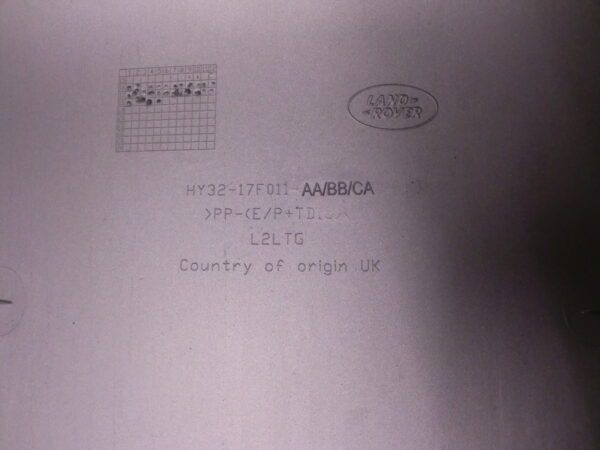 LAND-
-ROVER
HY32-17F011-AA/BB/CA
>PP-(E/P+TD
L2LTG
Country of origin UK